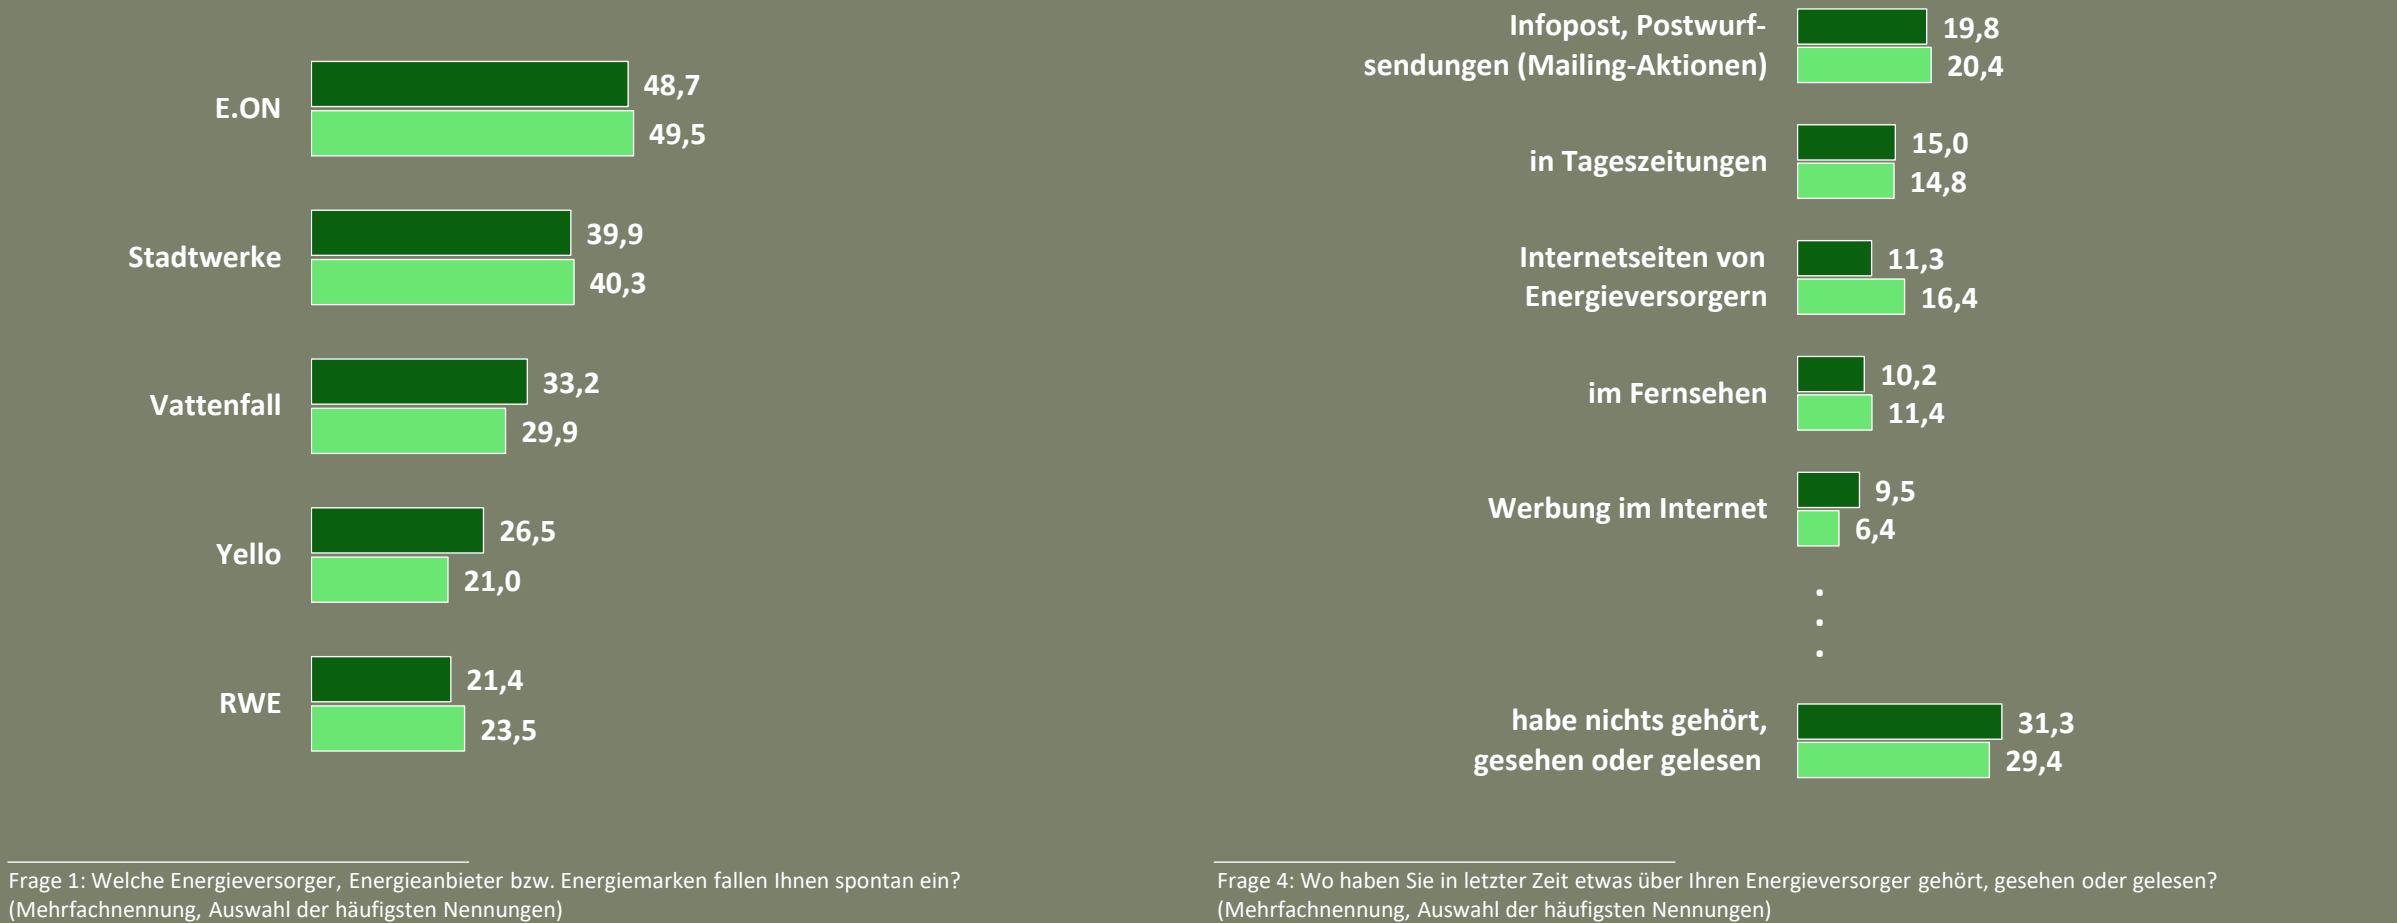 E.ON
48,7
49,5
Stadtwerke
39,9
40,3
Vattenfall
33,2
29,9
Yello
26,5
21,0
RWE
21,4
23,5
Frage 1: Welche Energieversorger, Energieanbieter bzw. Energiemarken fallen Ihnen spontan ein?
(Mehrfachnennung, Auswahl der häufigsten Nennungen)
Infopost, Postwurf-
sendungen (Mailing-Aktionen)
19,8
20,4
in Tageszeitungen
15,0
14,8
Internetseiten von
Energieversorgern
11,3
16,4
im Fernsehen
10,2
11,4
Werbung im Internet
9,5
6,4
.
.
.
habe nichts gehört,
gesehen oder gelesen
31,3
29,4
Frage 4: Wo haben Sie in letzter Zeit etwas über Ihren Energieversorger gehört, gesehen oder gelesen?
(Mehrfachnennung, Auswahl der häufigsten Nennungen)